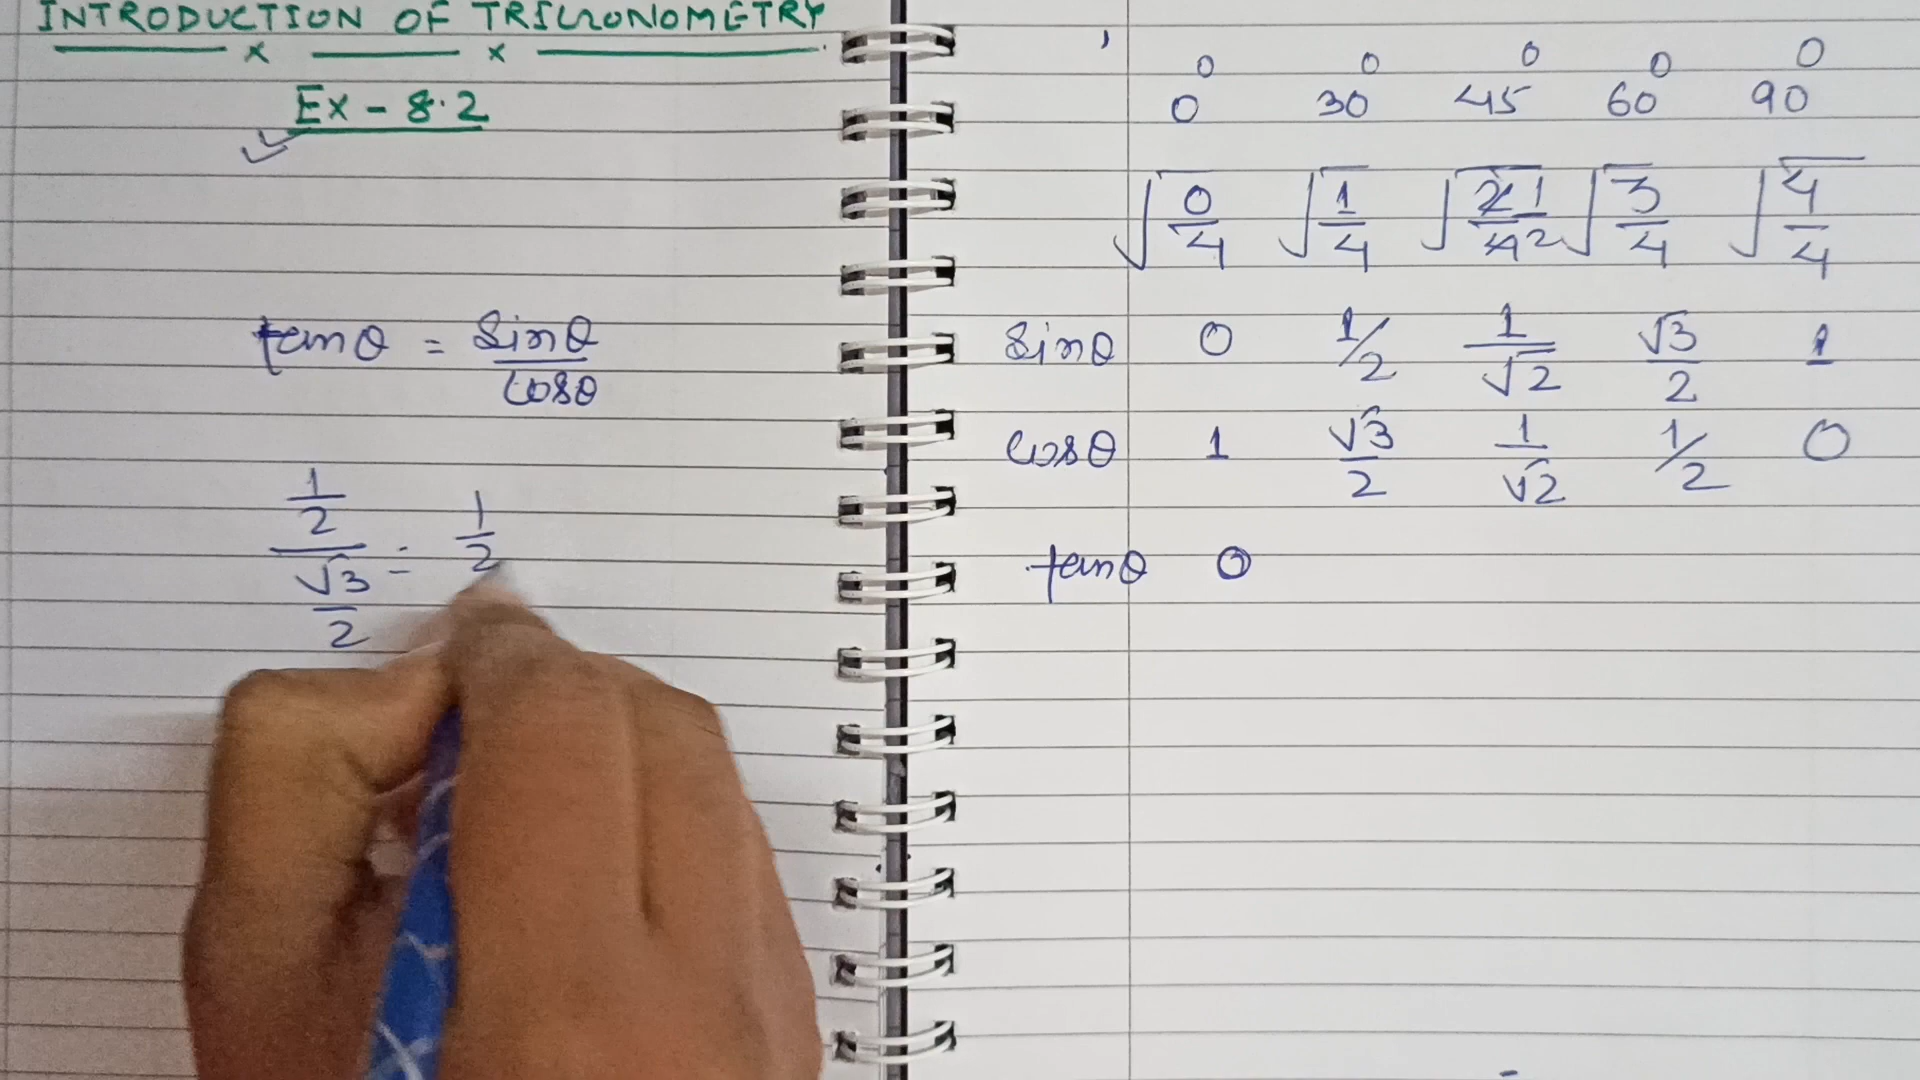 INTRODUCTION OF TRIGONOMETRY
Ex - 8.2
tanθ = sinθ/cosθ
1/2 / √3/2 = 1/2
0° 30° 45° 60° 90°
√0/4 √1/4 √2/4 1/2 √3/4 √4/4
sinθ 0 1/2 1/√2 √3/2 1
cosθ 1 √3/2 1/√2 1/2 0
tanθ 0